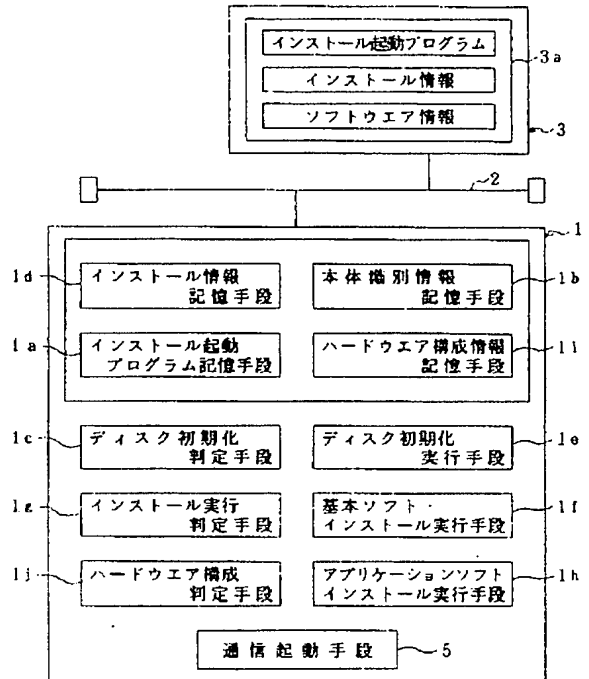 インストール起動プログラム
インストール情報
ソフトウエア情報
3a
3
2
1
1d
インストール情報
記憶手段
本体識別情報
記憶手段
1b
1a
インストール起動
プログラム記憶手段
ハードウエア構成情報
記憶手段
1i
1c
ディスク初期化
判定手段
ディスク初期化
実行手段
1e
1g
インストール実行
判定手段
基本ソフト・
インストール実行手段
1f
1j
ハードウエア構成
判定手段
アプリケーションソフト
インストール実行手段
1h
通信起動手段
5